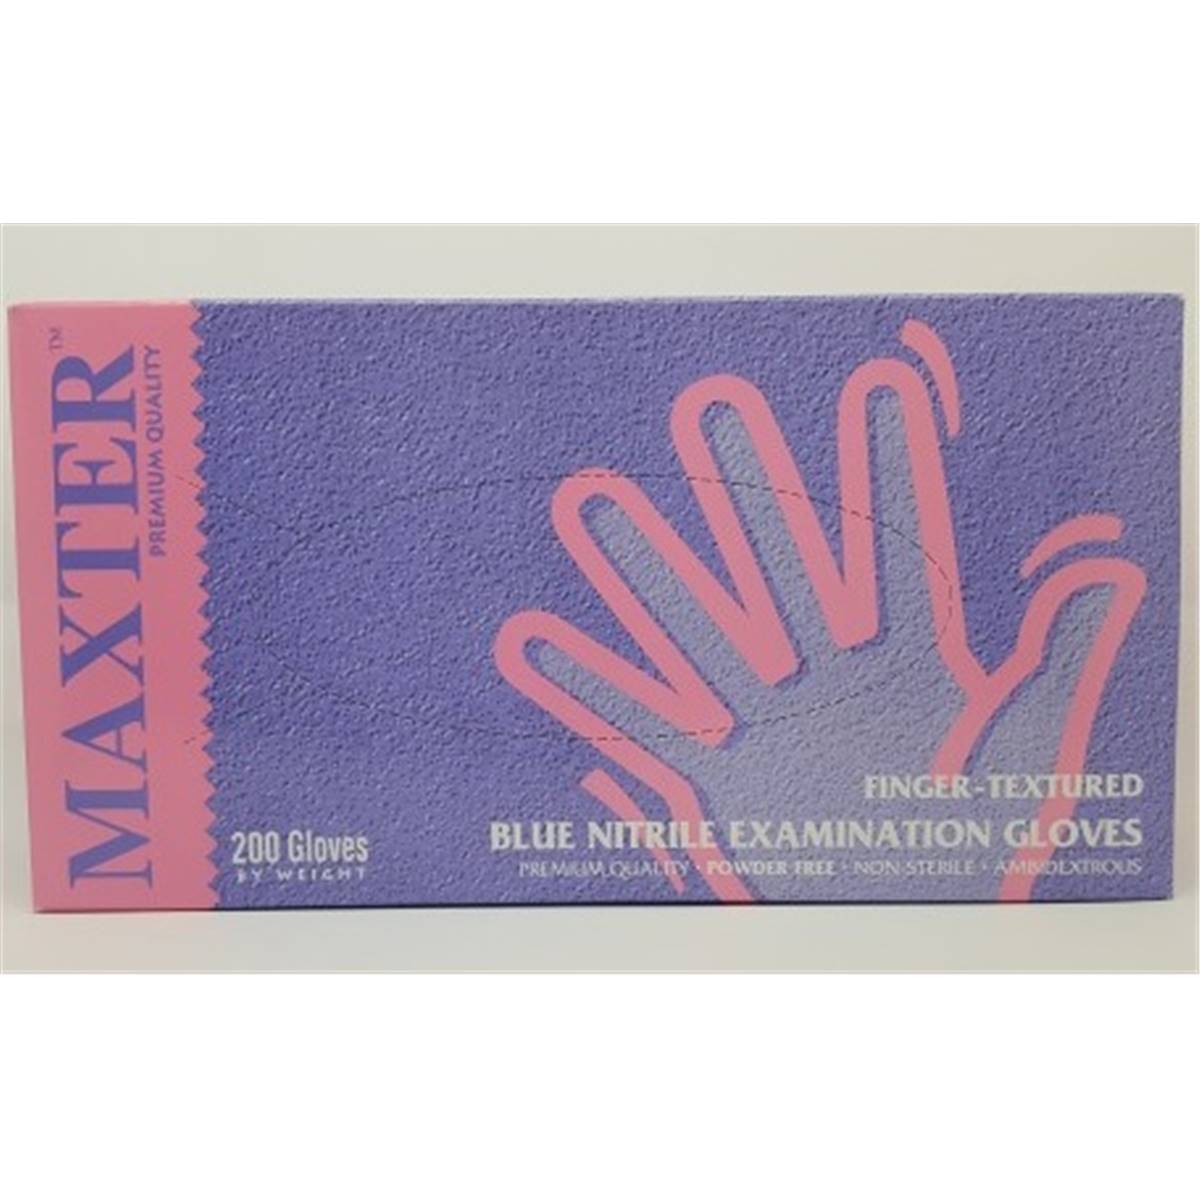 MAXTER™
PREMIUM QUALITY
200 Gloves
BY WEIGHT
FINGER-TEXTURED
BLUE NITRILE EXAMINATION GLOVES
PREMIUM QUALITY • POWDER FREE • NON-STERILE • AMBIDEXTROUS